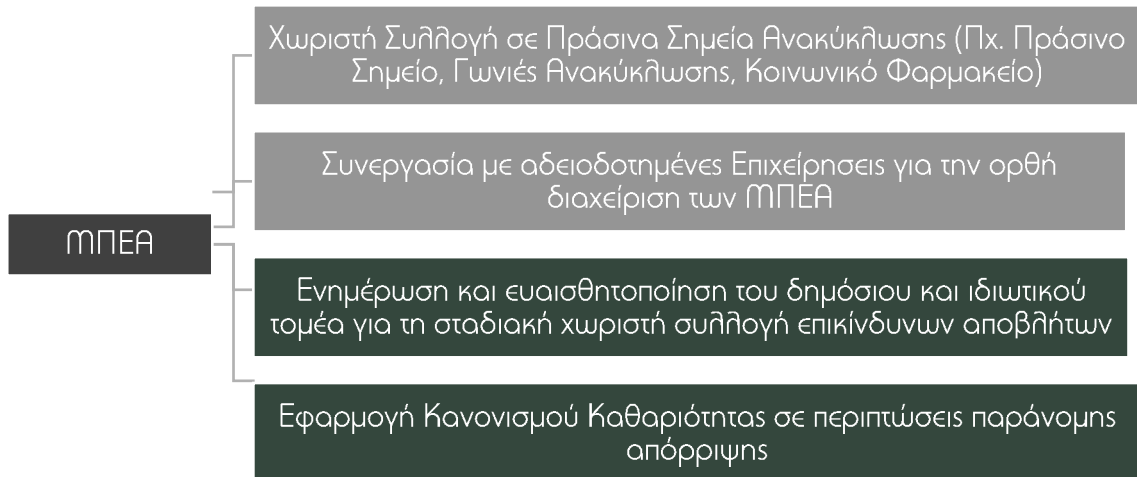 Χωριστή Συλλογή σε Πράσινα Σημεία Ανακύκλωσης (Πχ. Πράσινο
Σημείο, Γωνιές Ανακύκλωσης, Κοινωνικό Φαρμακείο)
Συνεργασία με αδειοδοτημένες Επιχείρησεις για την ορθή
διαχείριση των ΜΠΕΑ
ΜΠΕΑ
Ενημέρωση και ευαισθητοποίηση του δημόσιου και ιδιωτικού
τομέα για τη σταδιακή χωριστή συλλογή επικίνδυνων αποβλήτων
Εφαρμογή Κανονισμού Καθαριότητας σε περιπτώσεις παράνομης
απόρριψης